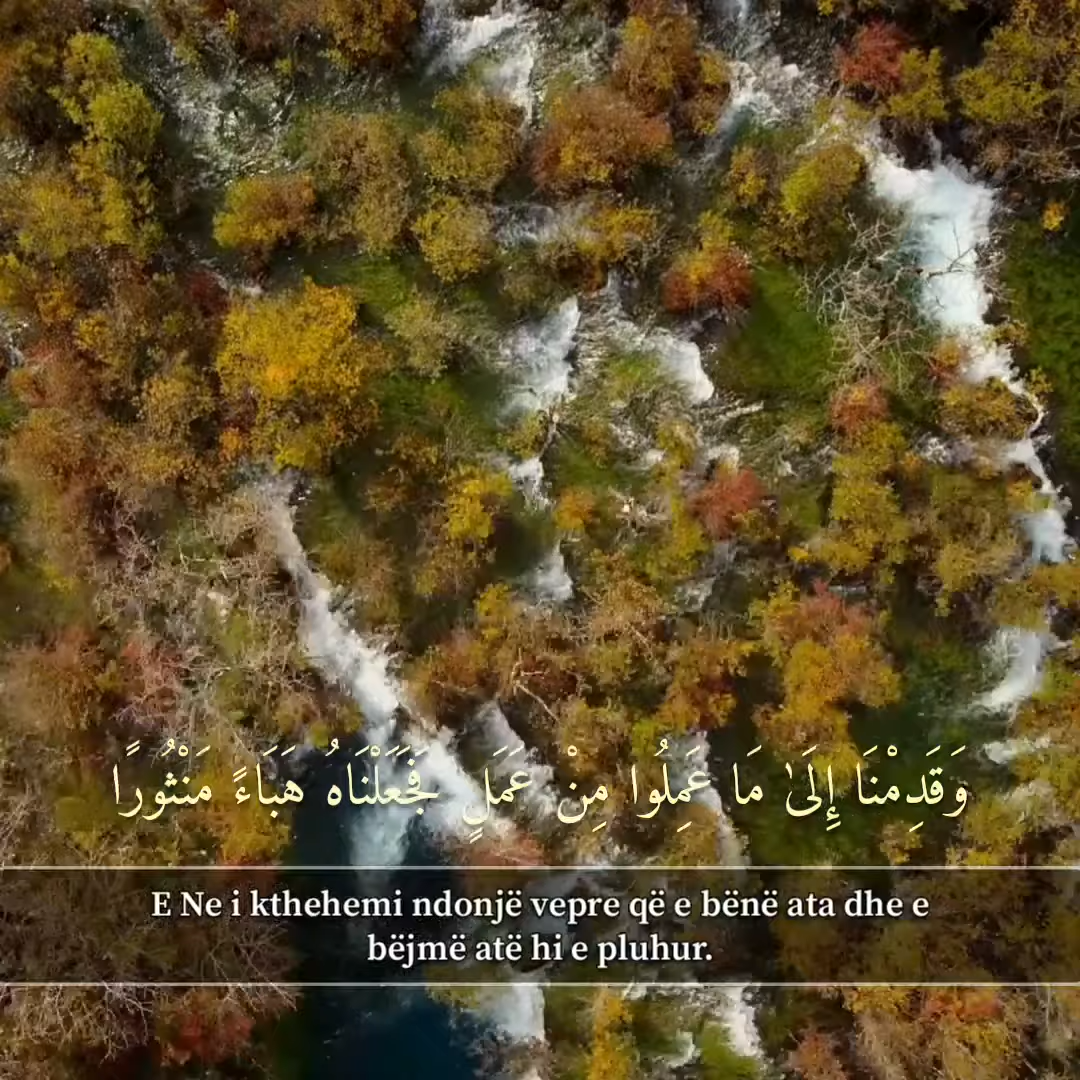 وَقَدِمْنَا إِلَىٰ مَا عَمِلُوا مِنْ عَمَلٍ فَجَعَلْنَاهُ هَبَاءً مَنْثُورًا
E Ne i kthehemi ndonjë vepre që e bënë ata dhe e
bëjmë atë hi e pluhur.